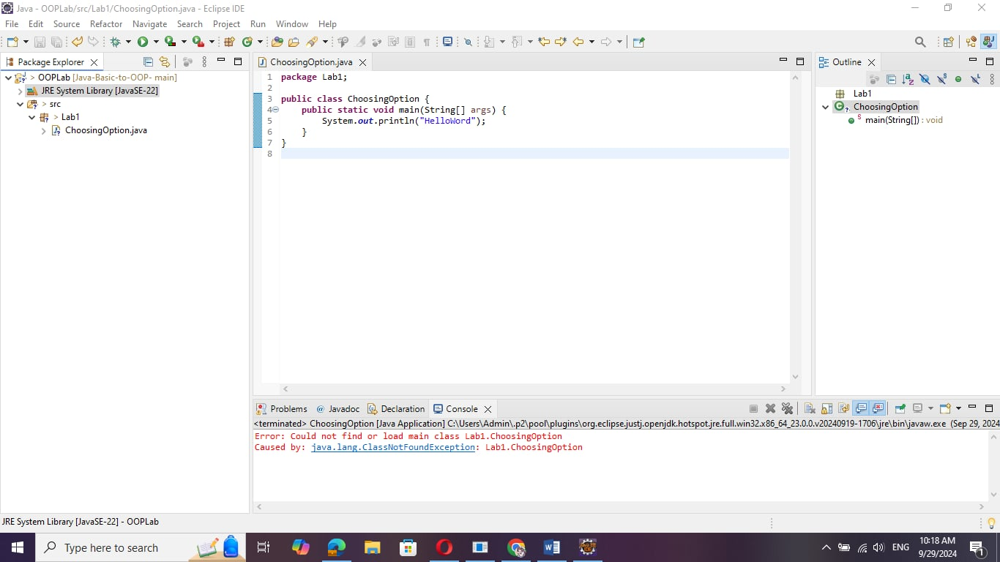 Java - OOPLab/src/Lab1/ChoosingOption.java - Eclipse IDE
File Edit Source Refactor Navigate Search Project Run Window Help
Package Explorer
> OOPLab [Java-Basic-to-OOP- main]
JRE System Library [JavaSE-22]
> src
> Lab1
ChoosingOption.java
ChoosingOption.java
1 package Lab1;
2
3 public class ChoosingOption {
4 public static void main(String[] args) {
5 System.out.println("HelloWord");
6 }
7 }
8
Outline
Lab1
ChoosingOption
main(String[]) : void
Problems @ Javadoc Declaration Console
<terminated> ChoosingOption [Java Application] C:\Users\Admin\.p2\pool\plugins\org.eclipse.justj.openjdk.hotspot.jre.full.win32.x86_64_23.0.0.v20240919-1706\jre\bin\javaw.exe (Sep 29, 2024
Error: Could not find or load main class Lab1.ChoosingOption
Caused by: java.lang.ClassNotFoundException: Lab1.ChoosingOption
JRE System Library [JavaSE-22] - OOPLab
Type here to search
ENG
10:18 AM
9/29/2024
1